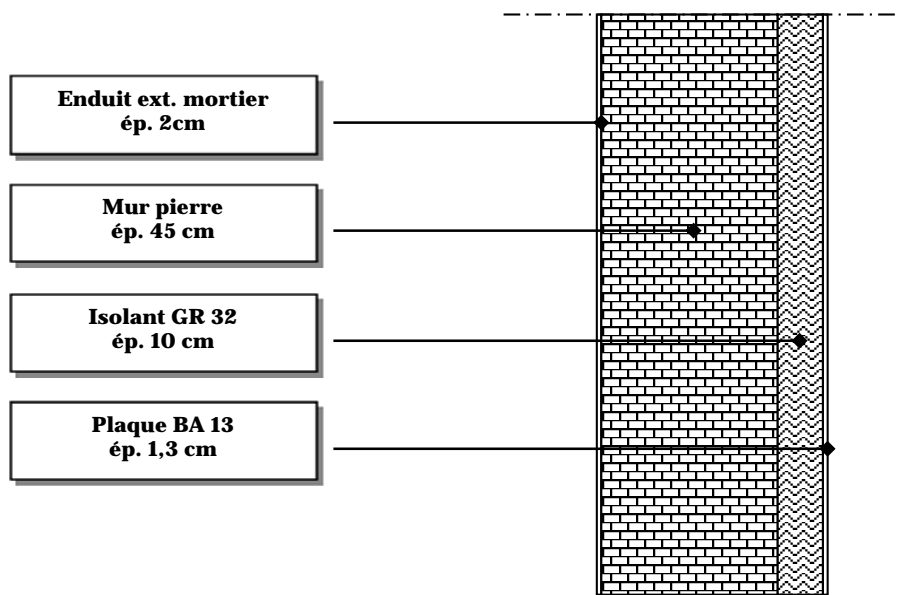 Enduit ext. mortier
ép. 2cm
Mur pierre
ép. 45 cm
Isolant GR 32
ép. 10 cm
Plaque BA 13
ép. 1,3 cm